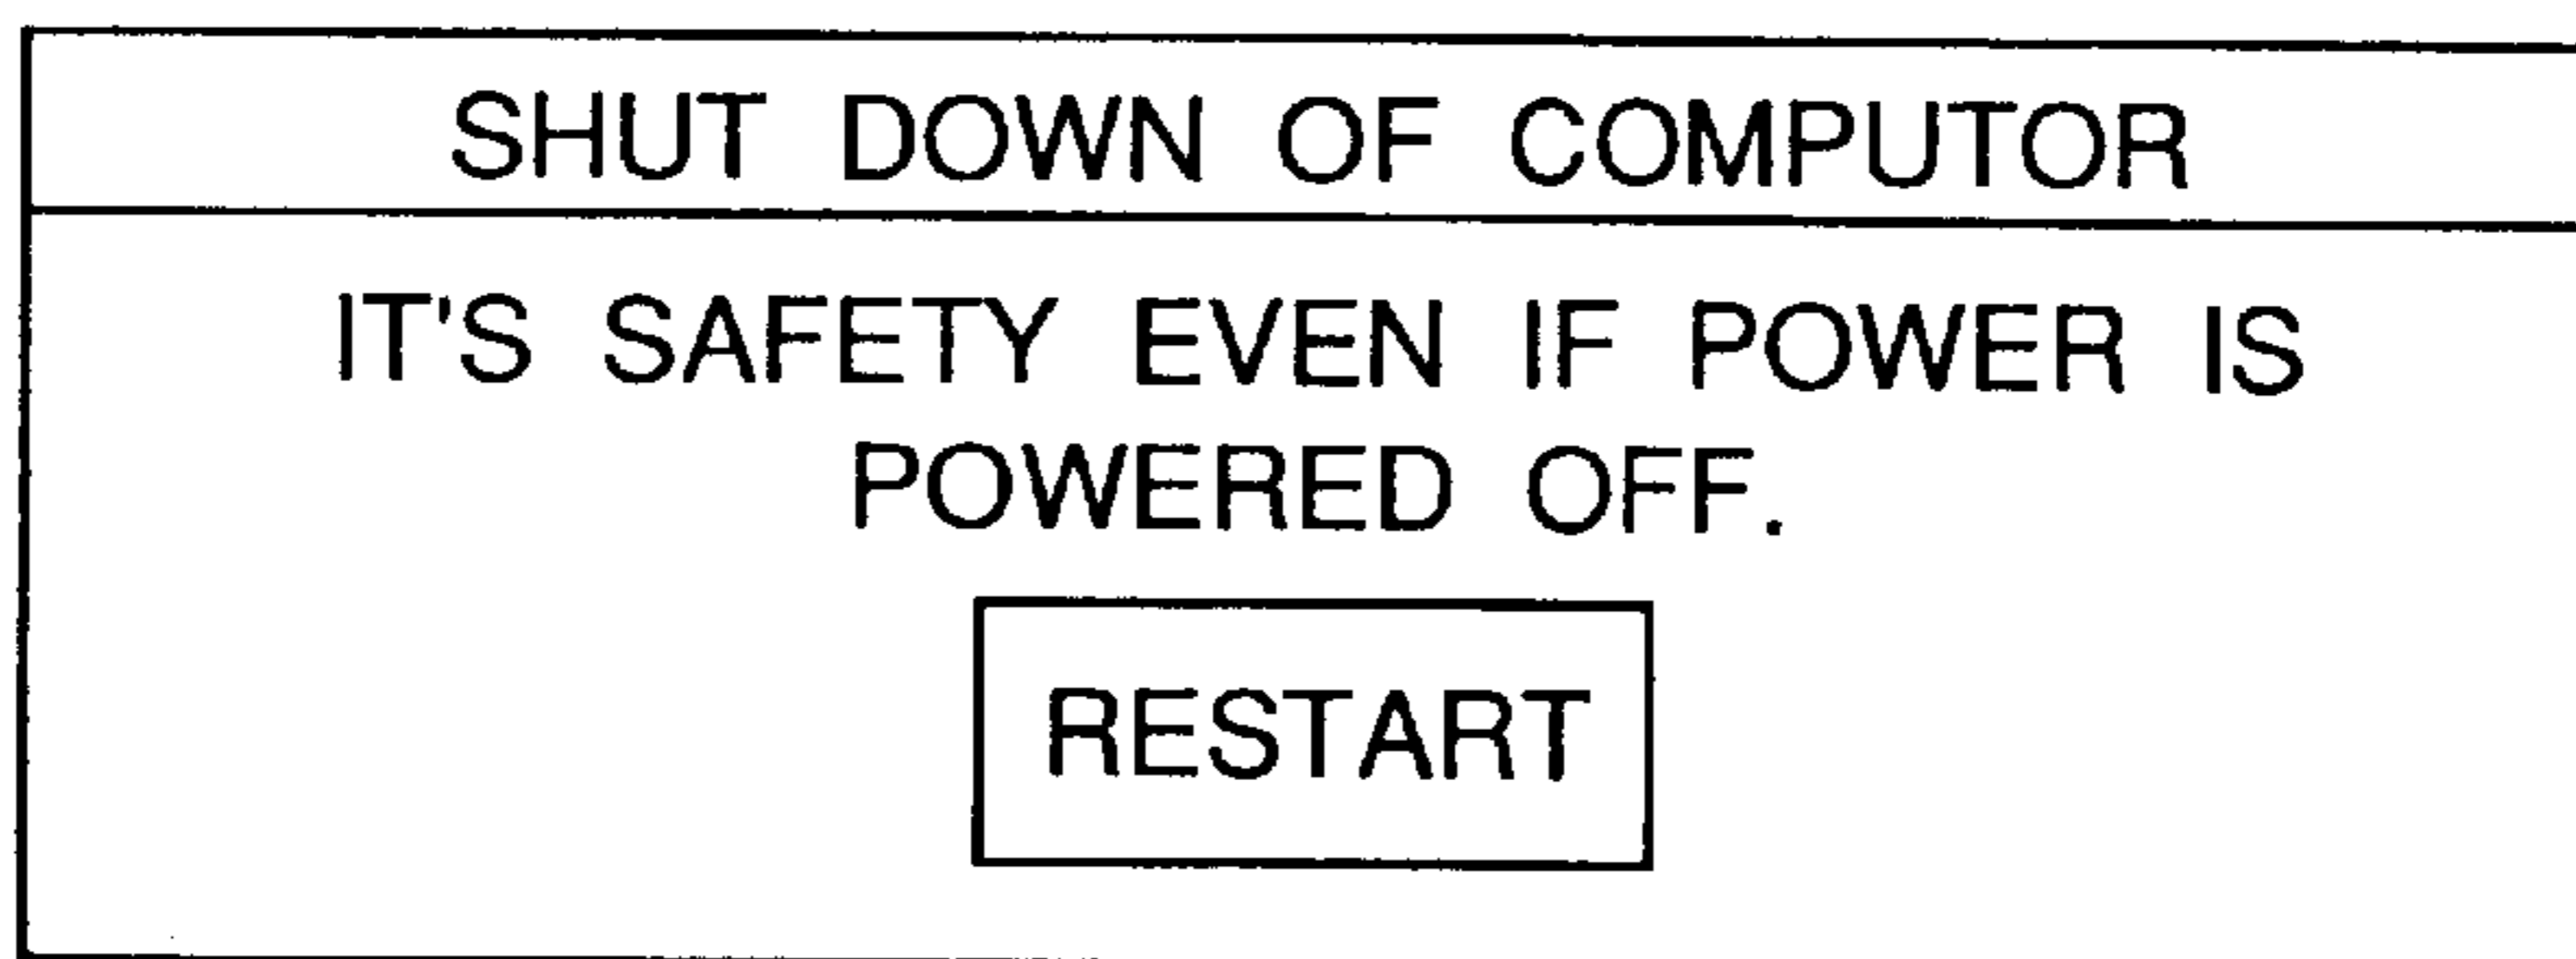 SHUT DOWN OF COMPUTOR
IT'S SAFETY EVEN IF POWER IS
POWERED OFF.
RESTART